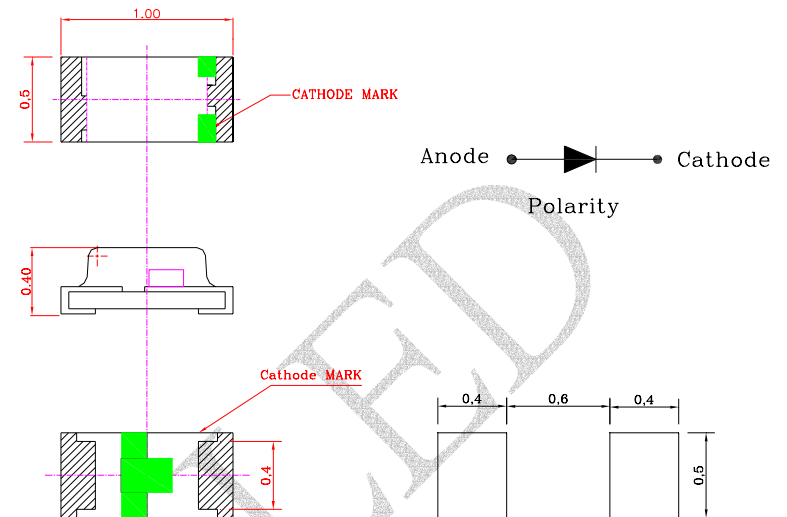 1.00
0,5
CATHODE MARK
Anode
Cathode
Polarity
0.40
Cathode MARK
0,4
0,6
0,4
0,4
0,5
LED